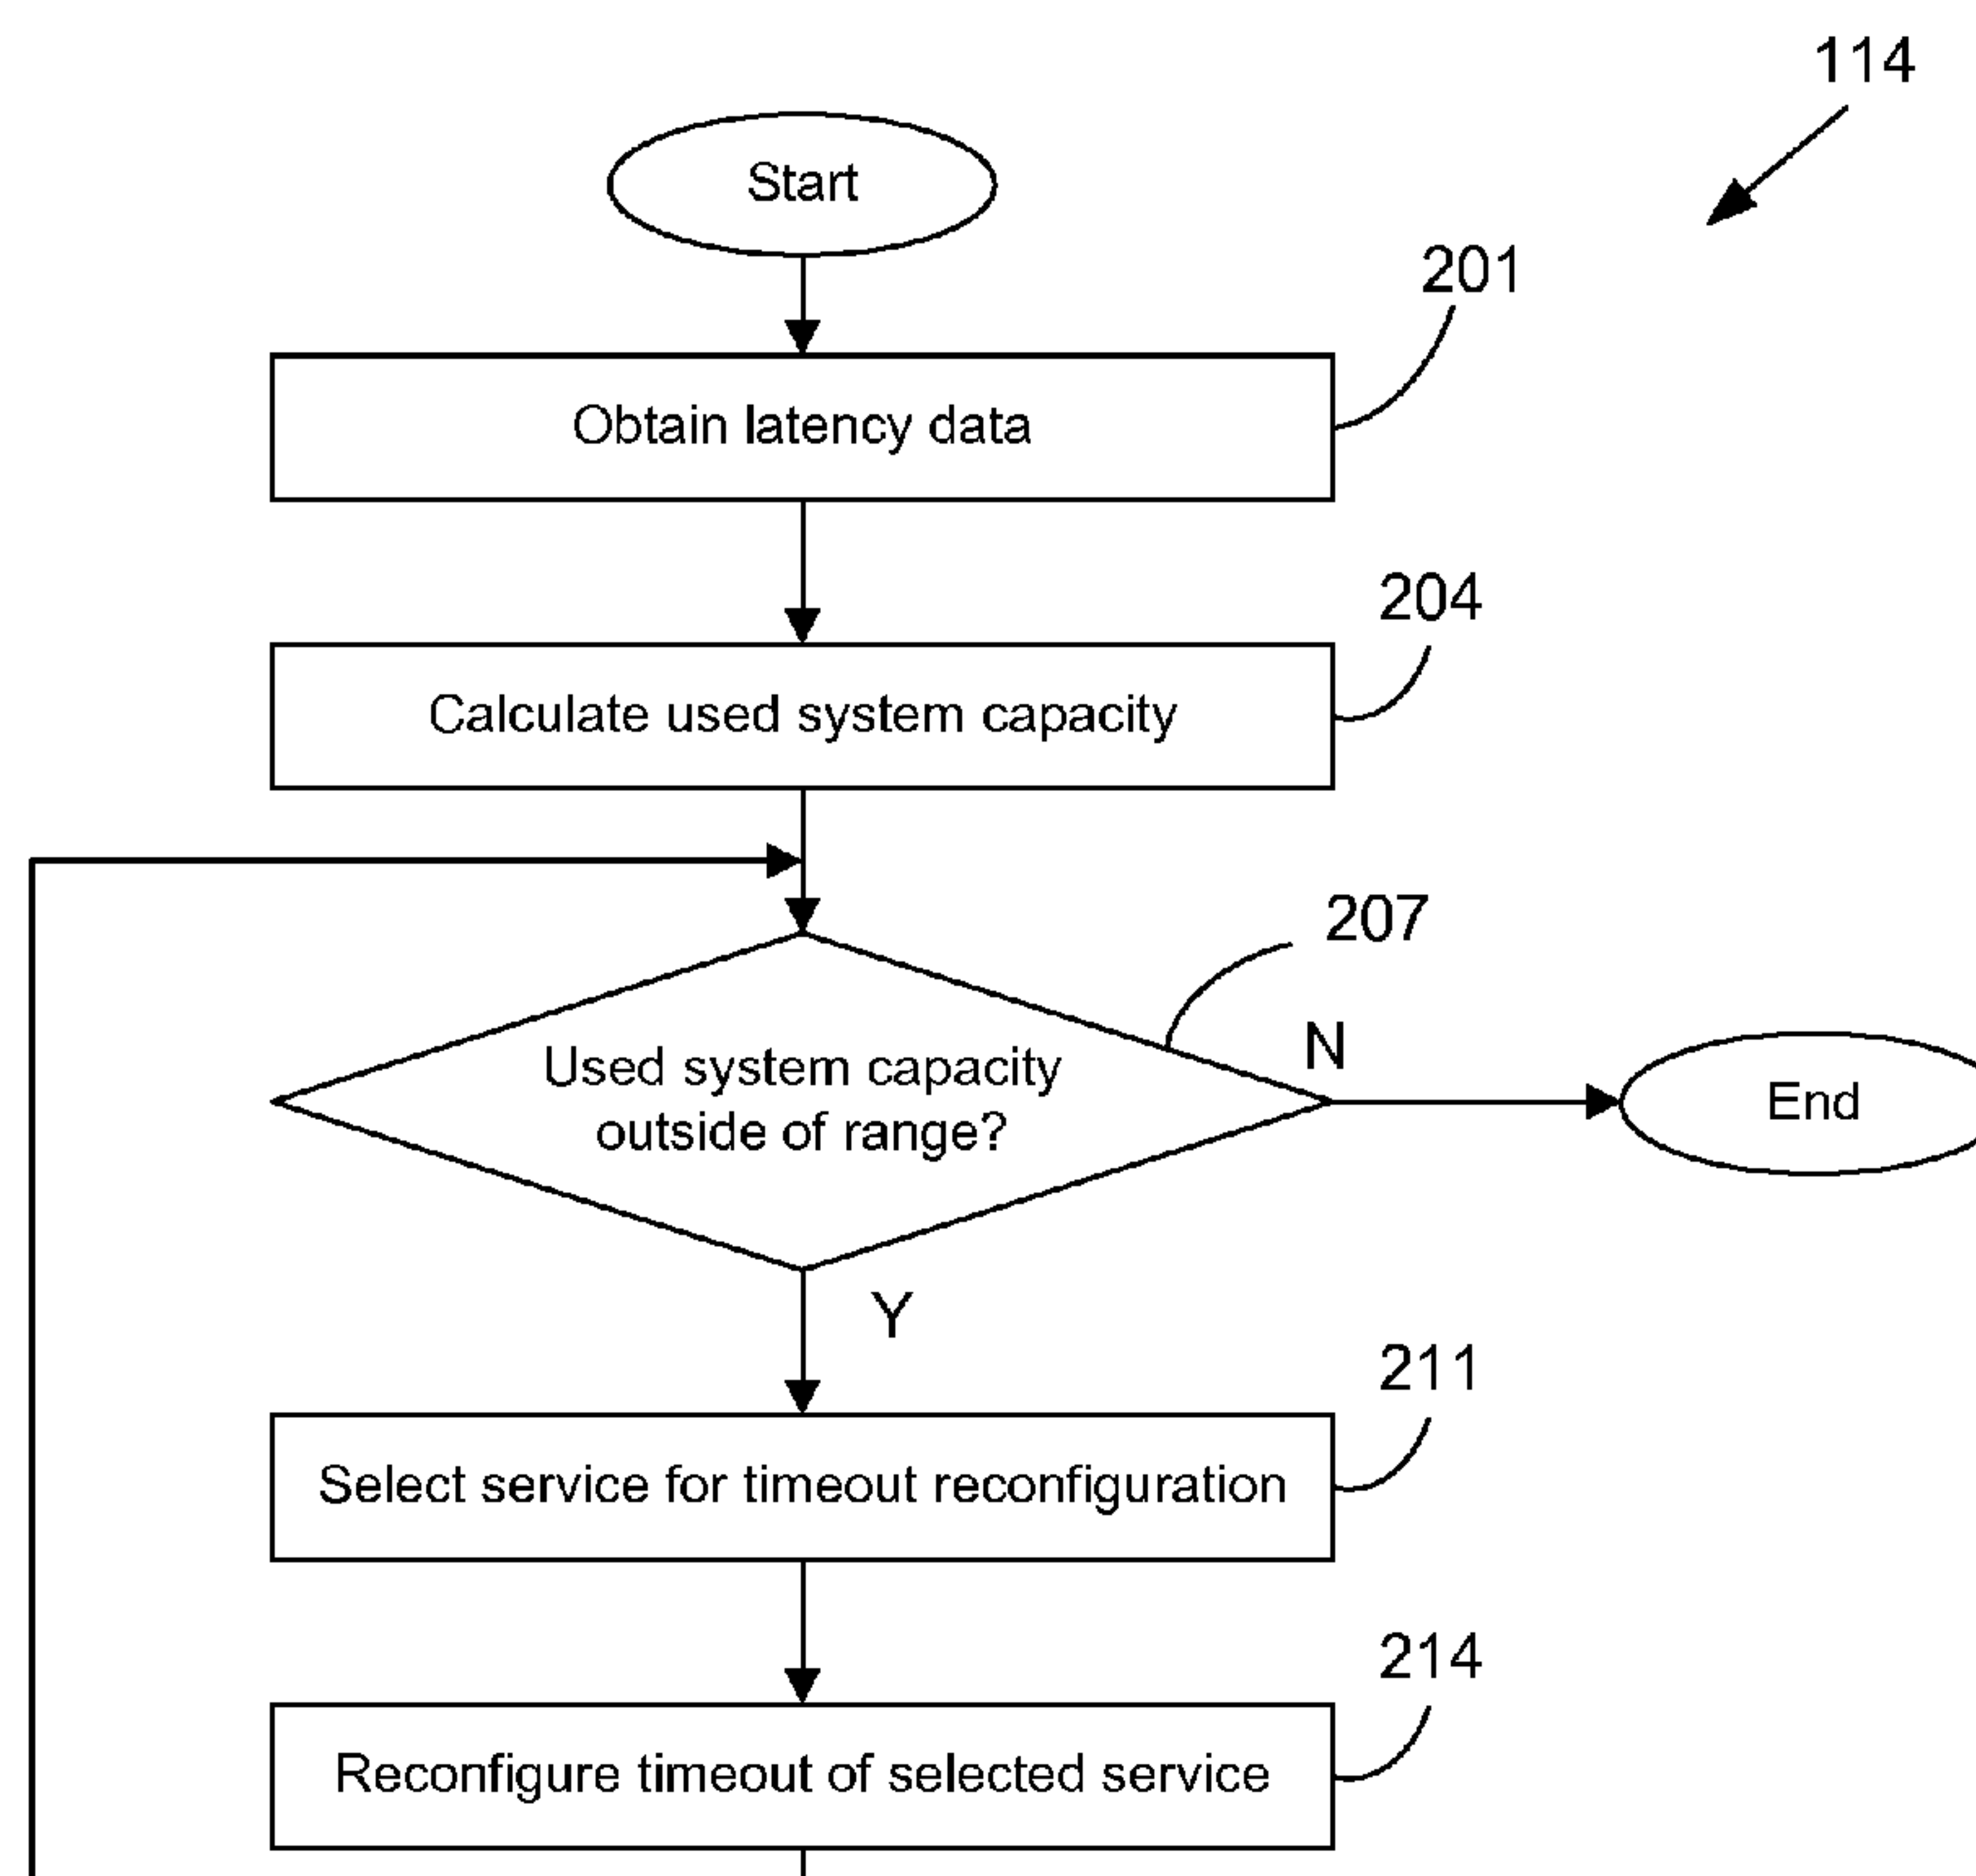 114
Start
201
Obtain latency data
204
Calculate used system capacity
207
Used system capacity
outside of range?
N
End
Y
211
Select service for timeout reconfiguration
214
Reconfigure timeout of selected service